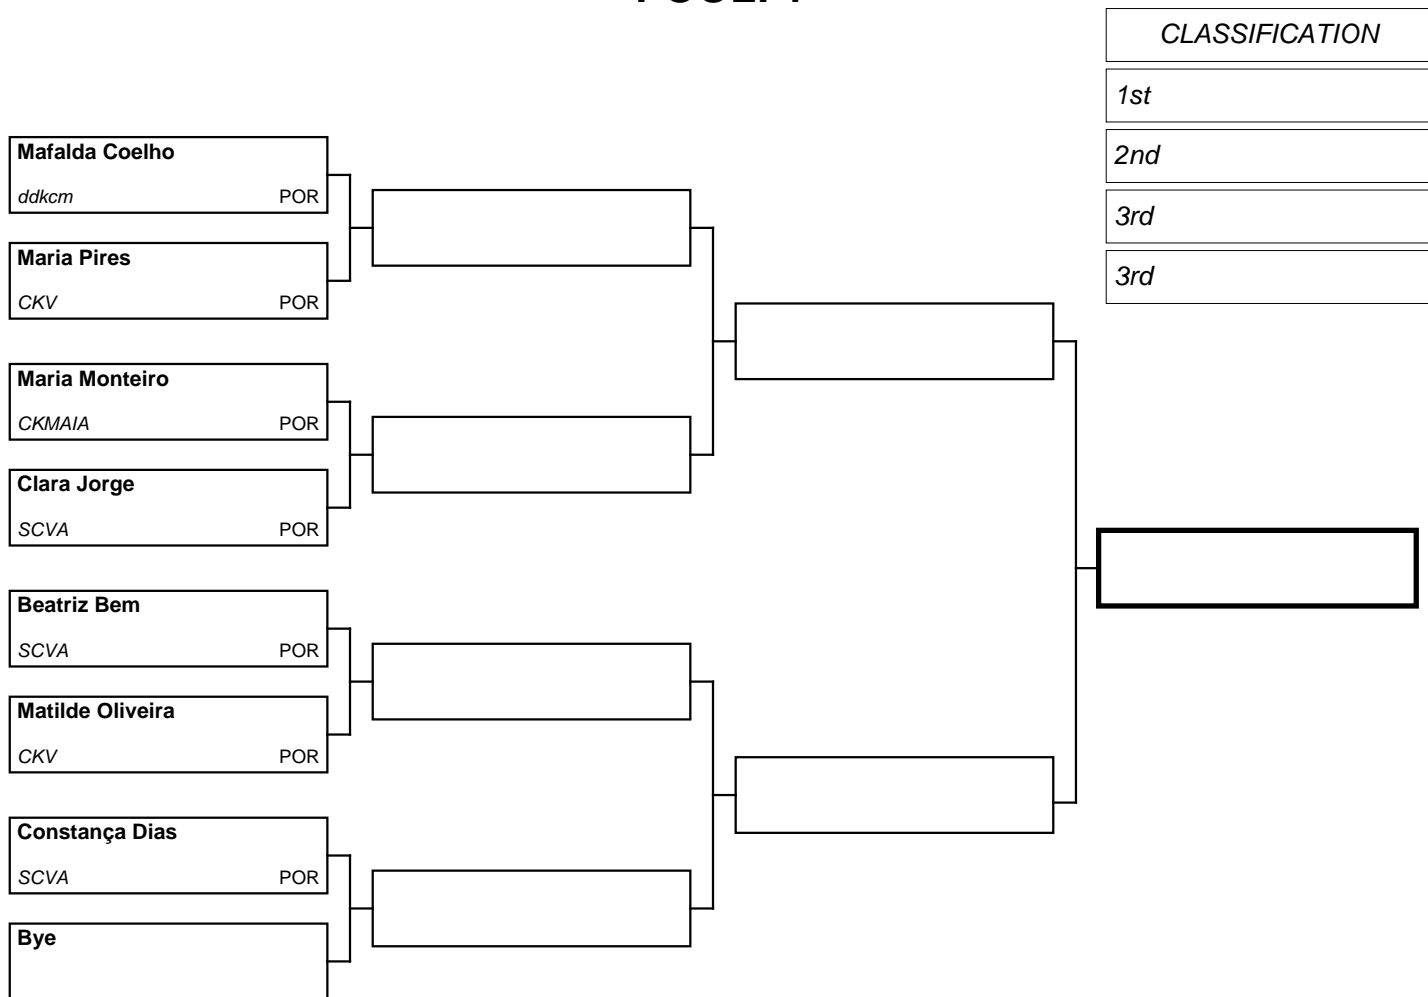 CLASSIFICATION
1st
2nd
3rd
3rd
Mafalda Coelho
ddkcm POR
Maria Pires
CKV POR
Maria Monteiro
CKMAIA POR
Clara Jorge
SCVA POR
Beatriz Bem
SCVA POR
Matilde Oliveira
CKV POR
Constança Dias
SCVA POR
Bye